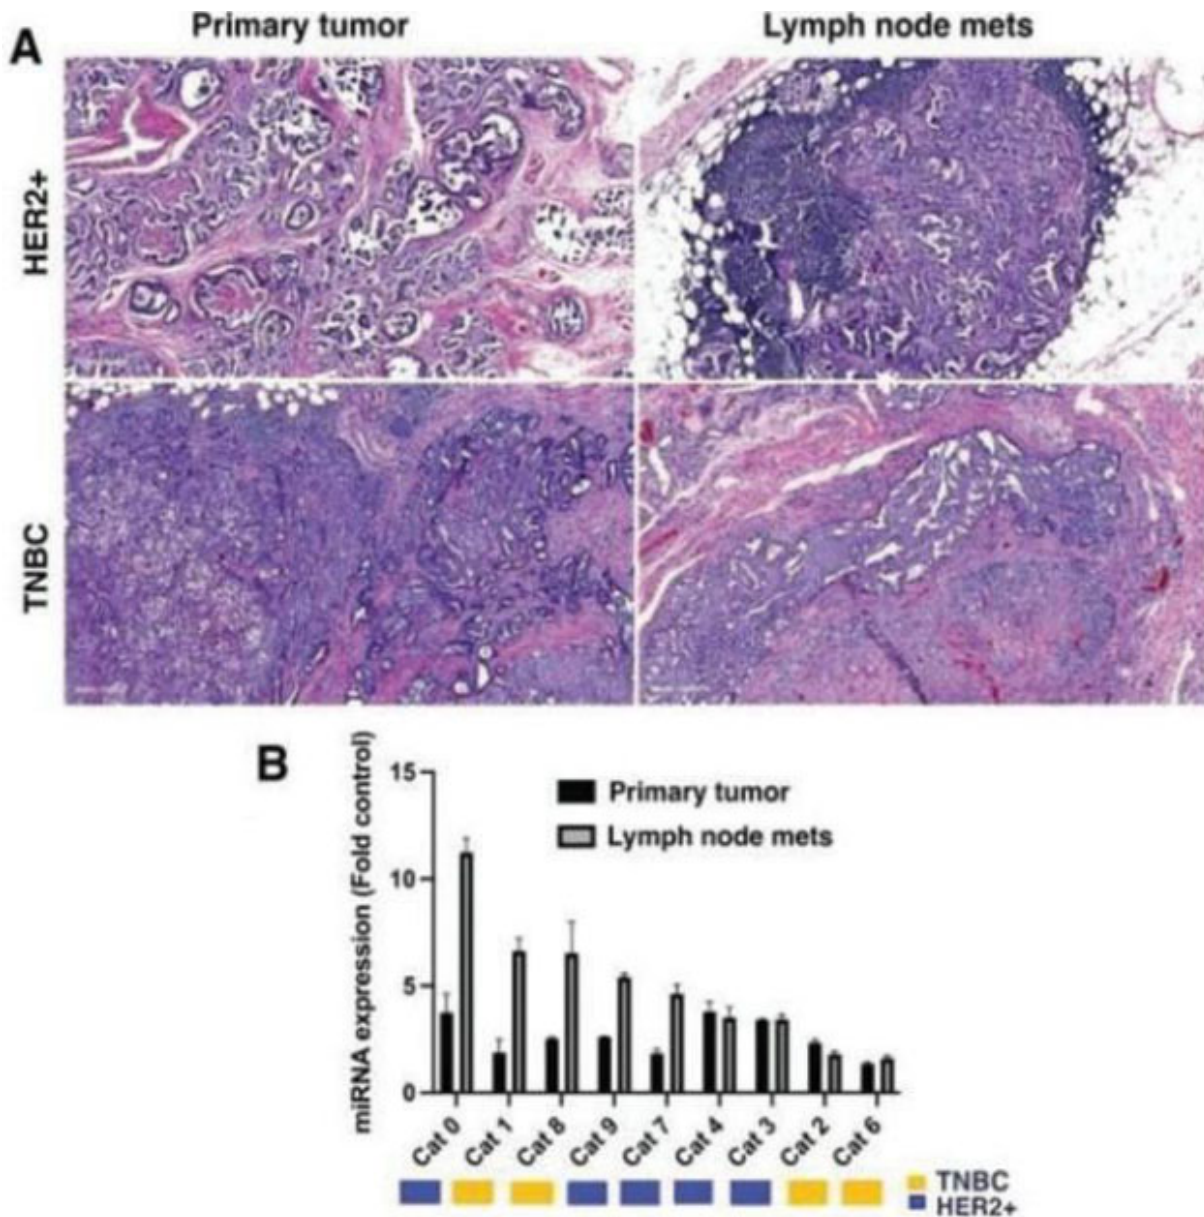 A
Primary tumor
Lymph node mets
HER2+
TNBC
B
miRNA expression (Fold control)
15
10
5
0
Primary tumor
Lymph node mets
Cat 0
Cat 1
Cat 8
Cat 9
Cat 7
Cat 4
Cat 3
Cat 2
Cat 6
TNBC
HER2+